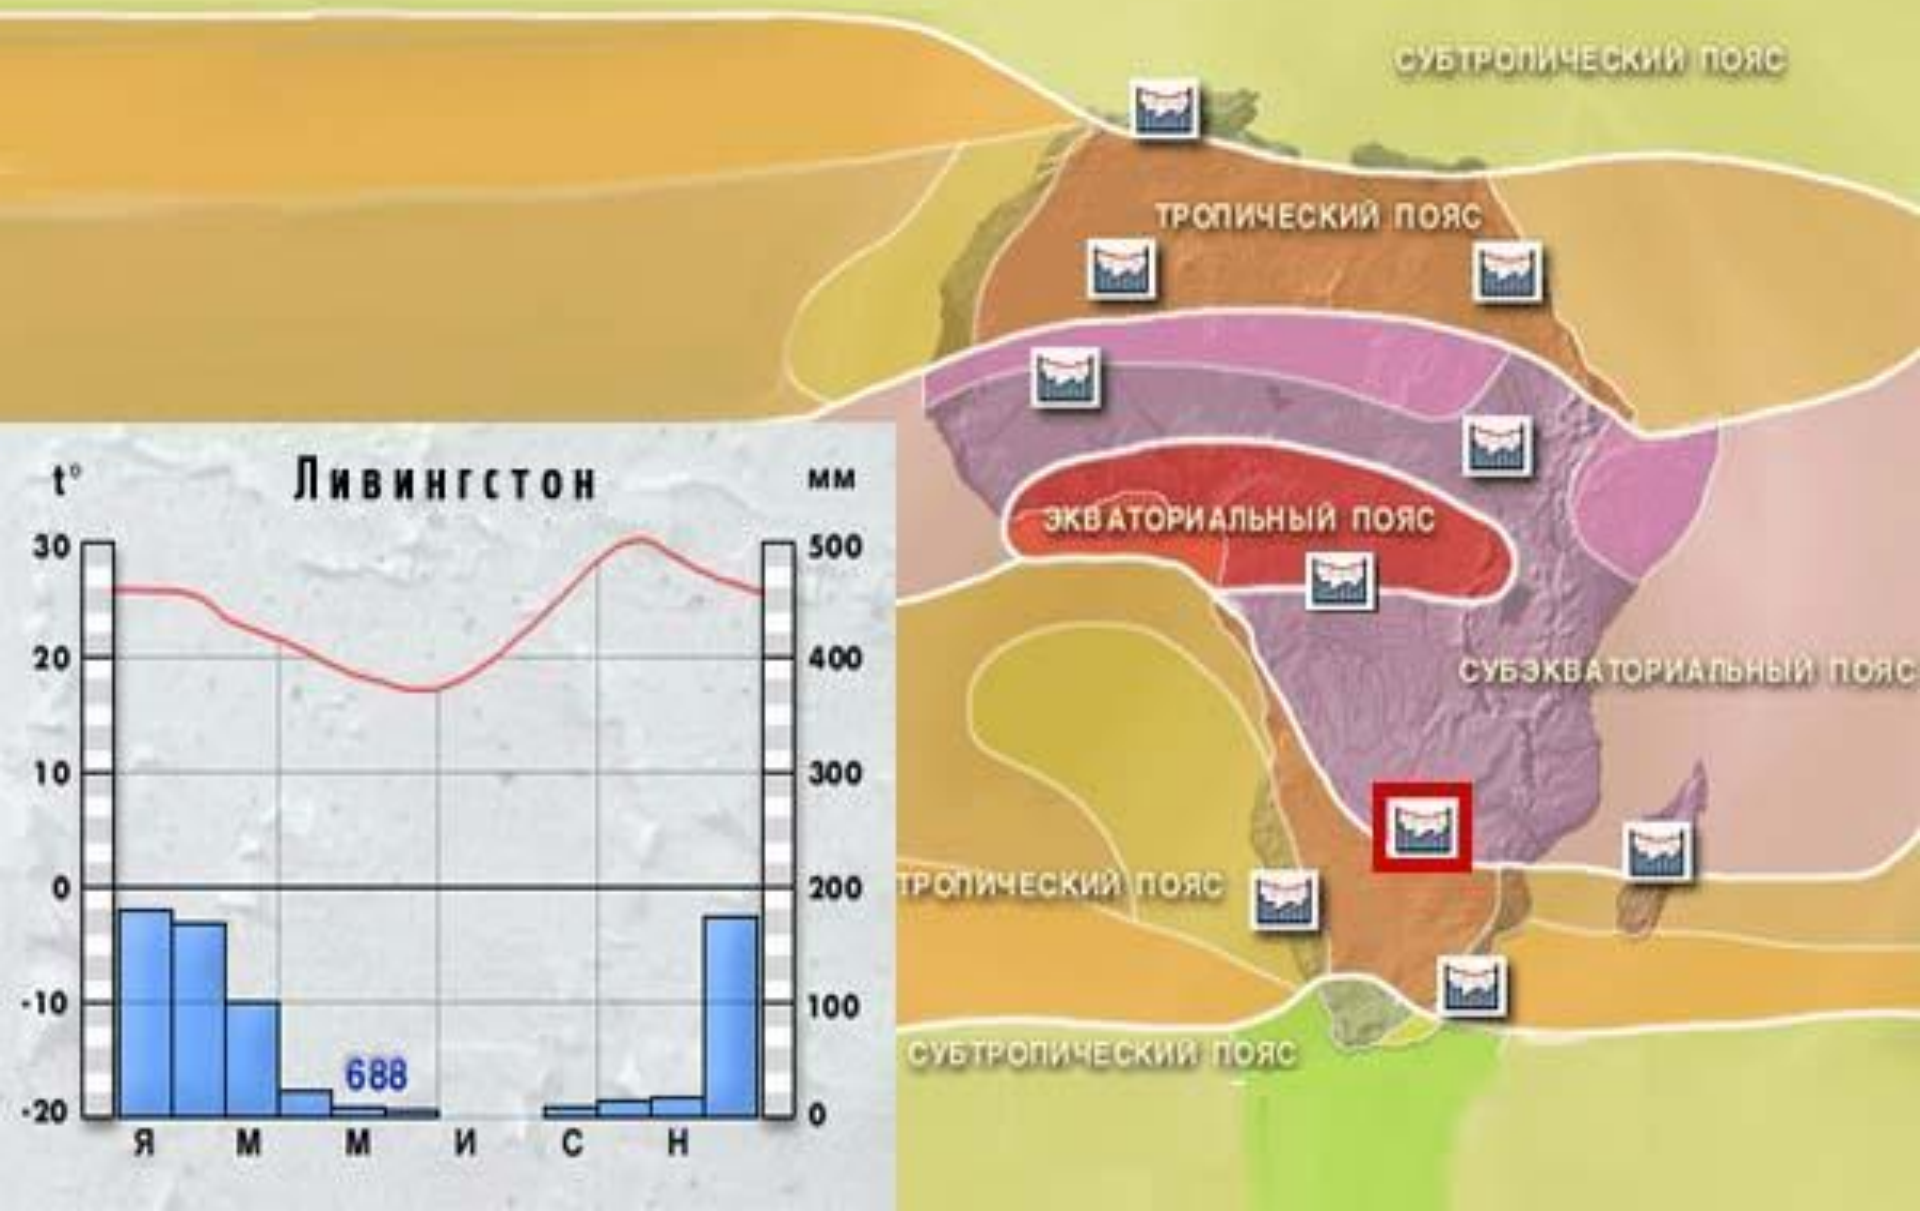 СУБТРОПИЧЕСКИЙ ПОЯС
ТРОПИЧЕСКИЙ ПОЯС
ЭКВАТОРИАЛЬНЫЙ ПОЯС
СУБЭКВАТОРИАЛЬНЫЙ ПОЯС
ТРОПИЧЕСКИЙ ПОЯС
СУБТРОПИЧЕСКИЙ ПОЯС
t° Ливингстон мм
30 500
20 400
10 300
0 200
-10 100
688
-20 0
Я М М И С Н